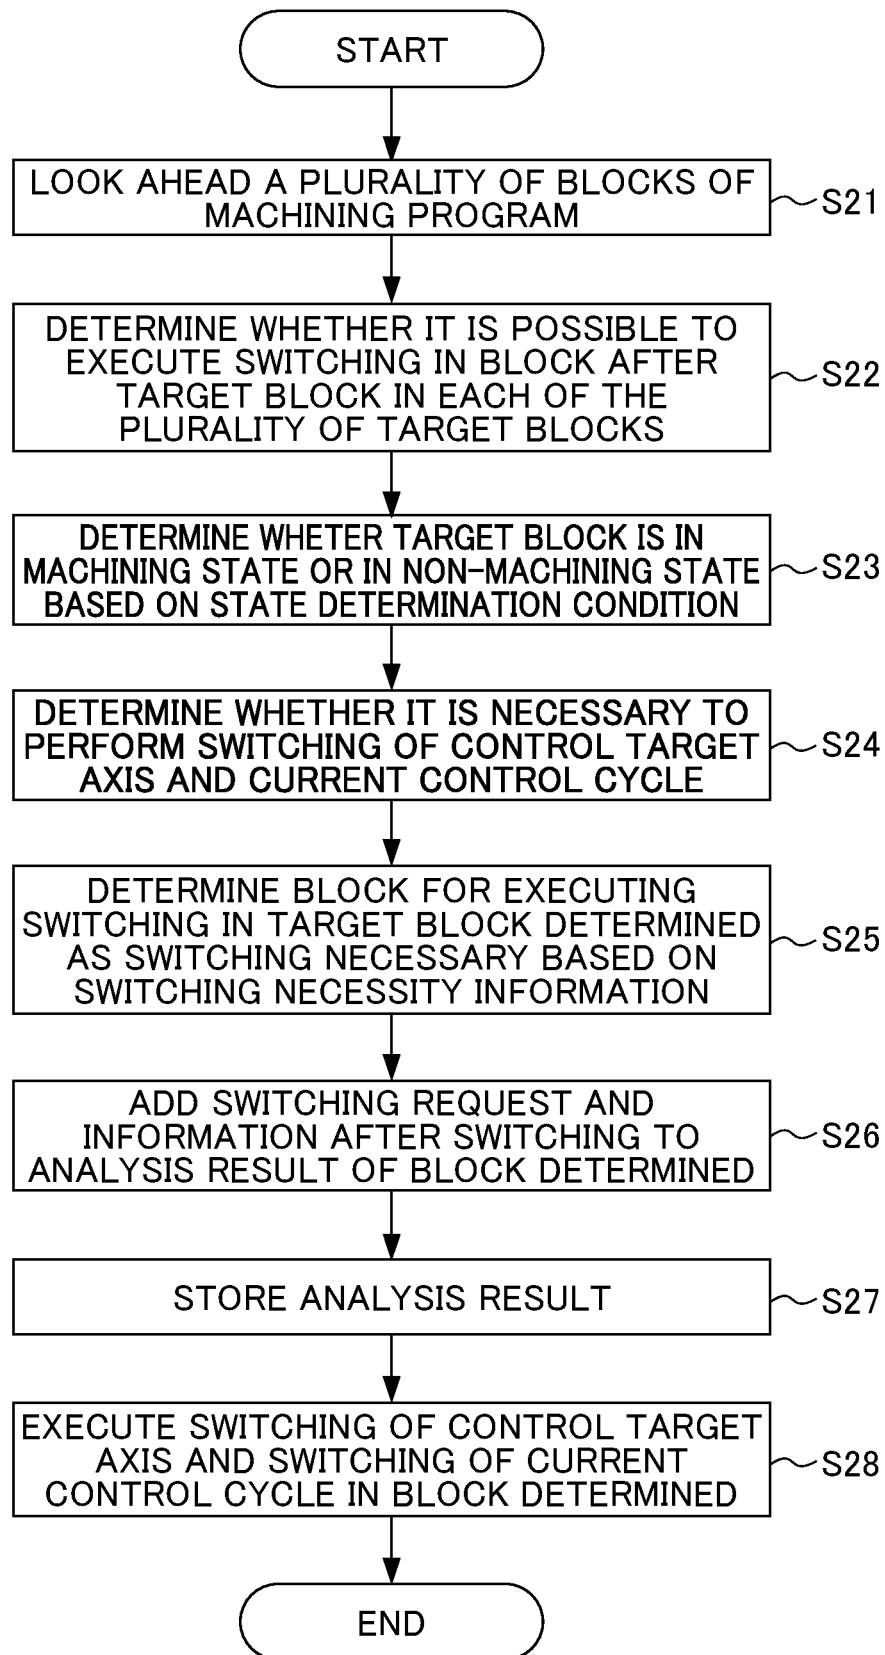 START
LOOK AHEAD A PLURALITY OF BLOCKS OF
MACHINING PROGRAM
S21
DETERMINE WHETHER IT IS POSSIBLE TO
EXECUTE SWITCHING IN BLOCK AFTER
TARGET BLOCK IN EACH OF THE
PLURALITY OF TARGET BLOCKS
S22
DETERMINE WHETER TARGET BLOCK IS IN
MACHINING STATE OR IN NON-MACHINING STATE
BASED ON STATE DETERMINATION CONDITION
S23
DETERMINE WHETHER IT IS NECESSARY TO
PERFORM SWITCHING OF CONTROL TARGET
AXIS AND CURRENT CONTROL CYCLE
S24
DETERMINE BLOCK FOR EXECUTING
SWITCHING IN TARGET BLOCK DETERMINED
AS SWITCHING NECESSARY BASED ON
SWITCHING NECESSITY INFORMATION
S25
ADD SWITCHING REQUEST AND
INFORMATION AFTER SWITCHING TO
ANALYSIS RESULT OF BLOCK DETERMINED
S26
STORE ANALYSIS RESULT
S27
EXECUTE SWITCHING OF CONTROL TARGET
AXIS AND SWITCHING OF CURRENT
CONTROL CYCLE IN BLOCK DETERMINED
S28
END